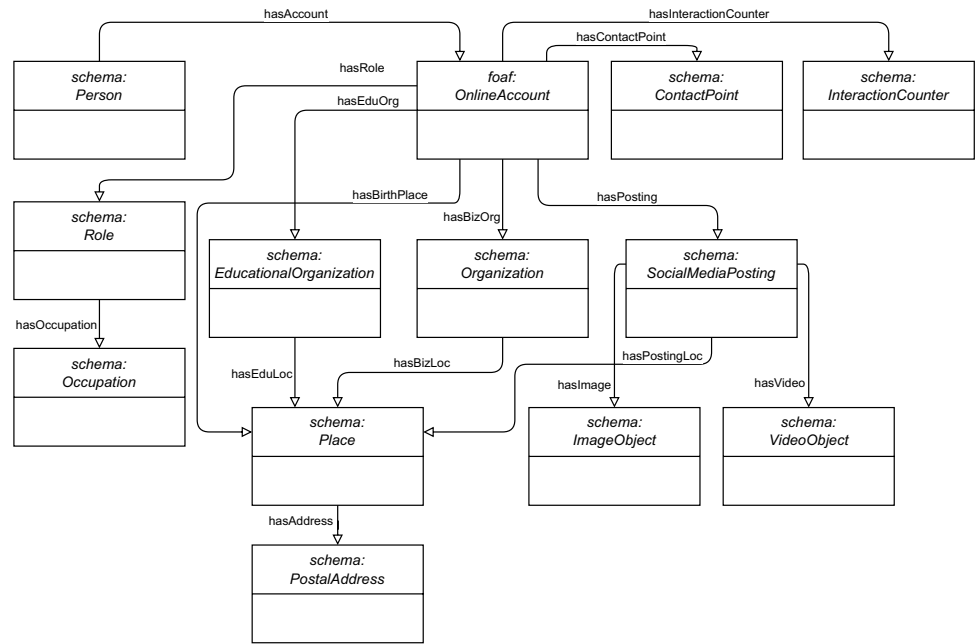 hasAccount
hasInteractionCounter
hasContactPoint
schema:
Person
hasRole
foaf:
OnlineAccount
schema:
ContactPoint
schema:
InteractionCounter
hasEduOrg
hasBirthPlace
hasBizOrg
hasPosting
schema:
Role
schema:
EducationalOrganization
schema:
Organization
schema:
SocialMediaPosting
hasOccupation
schema:
Occupation
hasEduLoc
hasBizLoc
hasPostingLoc
hasImage
hasVideo
schema:
Place
schema:
ImageObject
schema:
VideoObject
hasAddress
schema:
PostalAddress